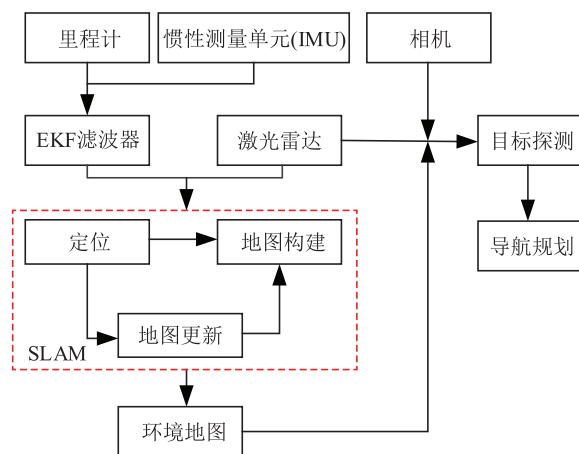 里程计
惯性测量单元(IMU)
相机
EKF滤波器
激光雷达
目标探测
定位
地图构建
导航规划
地图更新
SLAM
环境地图